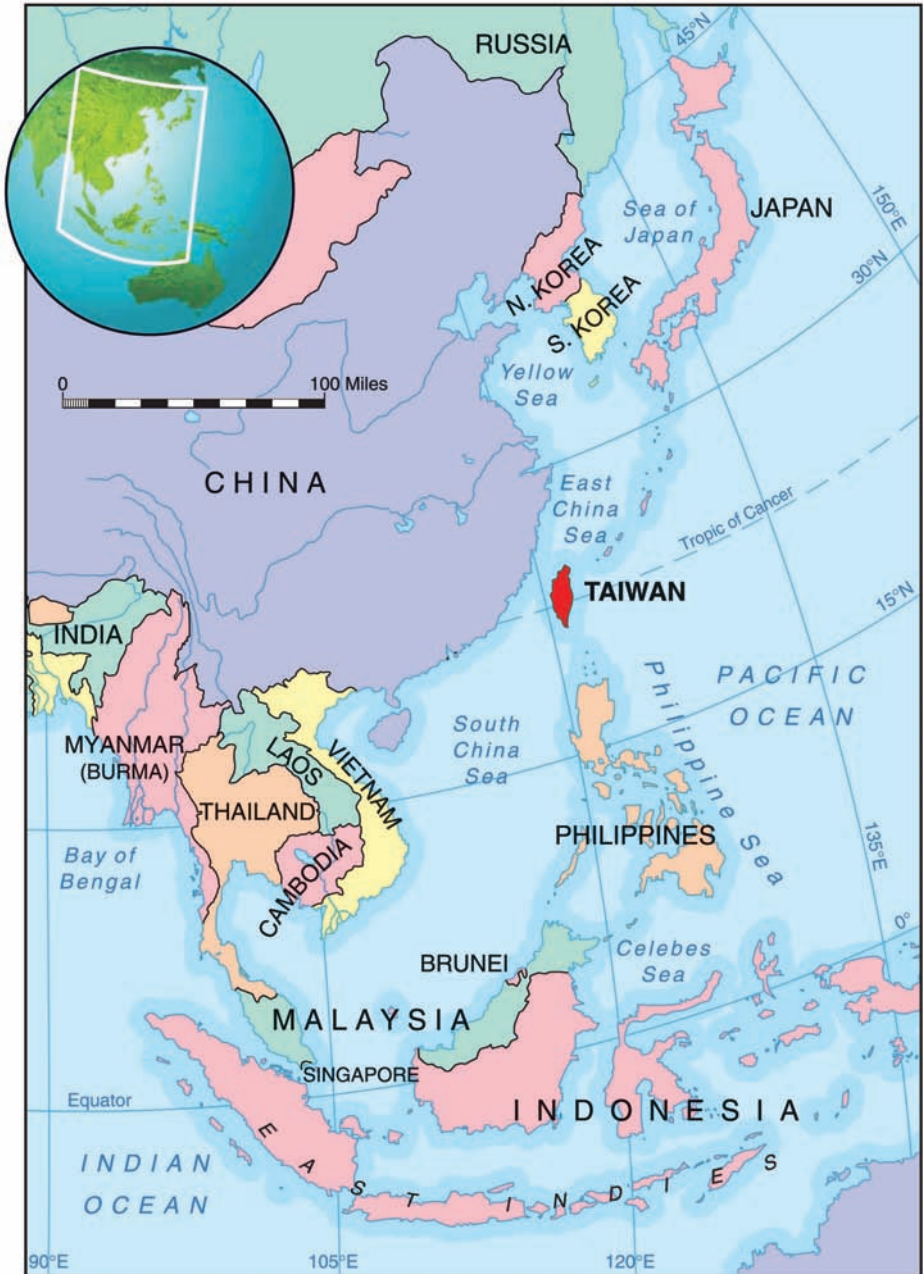 RUSSIA
45°N
JAPAN
Sea of
Japan
150°E
30°N
N. KOREA
S. KOREA
Yellow
Sea
0 100 Miles
CHINA
East
China
Sea
Tropic of Cancer
TAIWAN
15°N
INDIA
PACIFIC
OCEAN
Philippine Sea
South
China
Sea
MYANMAR
(BURMA)
LAOS
VIETNAM
THAILAND
PHILIPPINES
135°E
Bay of
Bengal
CAMBODIA
0°
BRUNEI
Celebes
Sea
MALAYSIA
SINGAPORE
Equator
INDONESIA
EAST INDIES
INDIAN
OCEAN
90°E 105°E 120°E